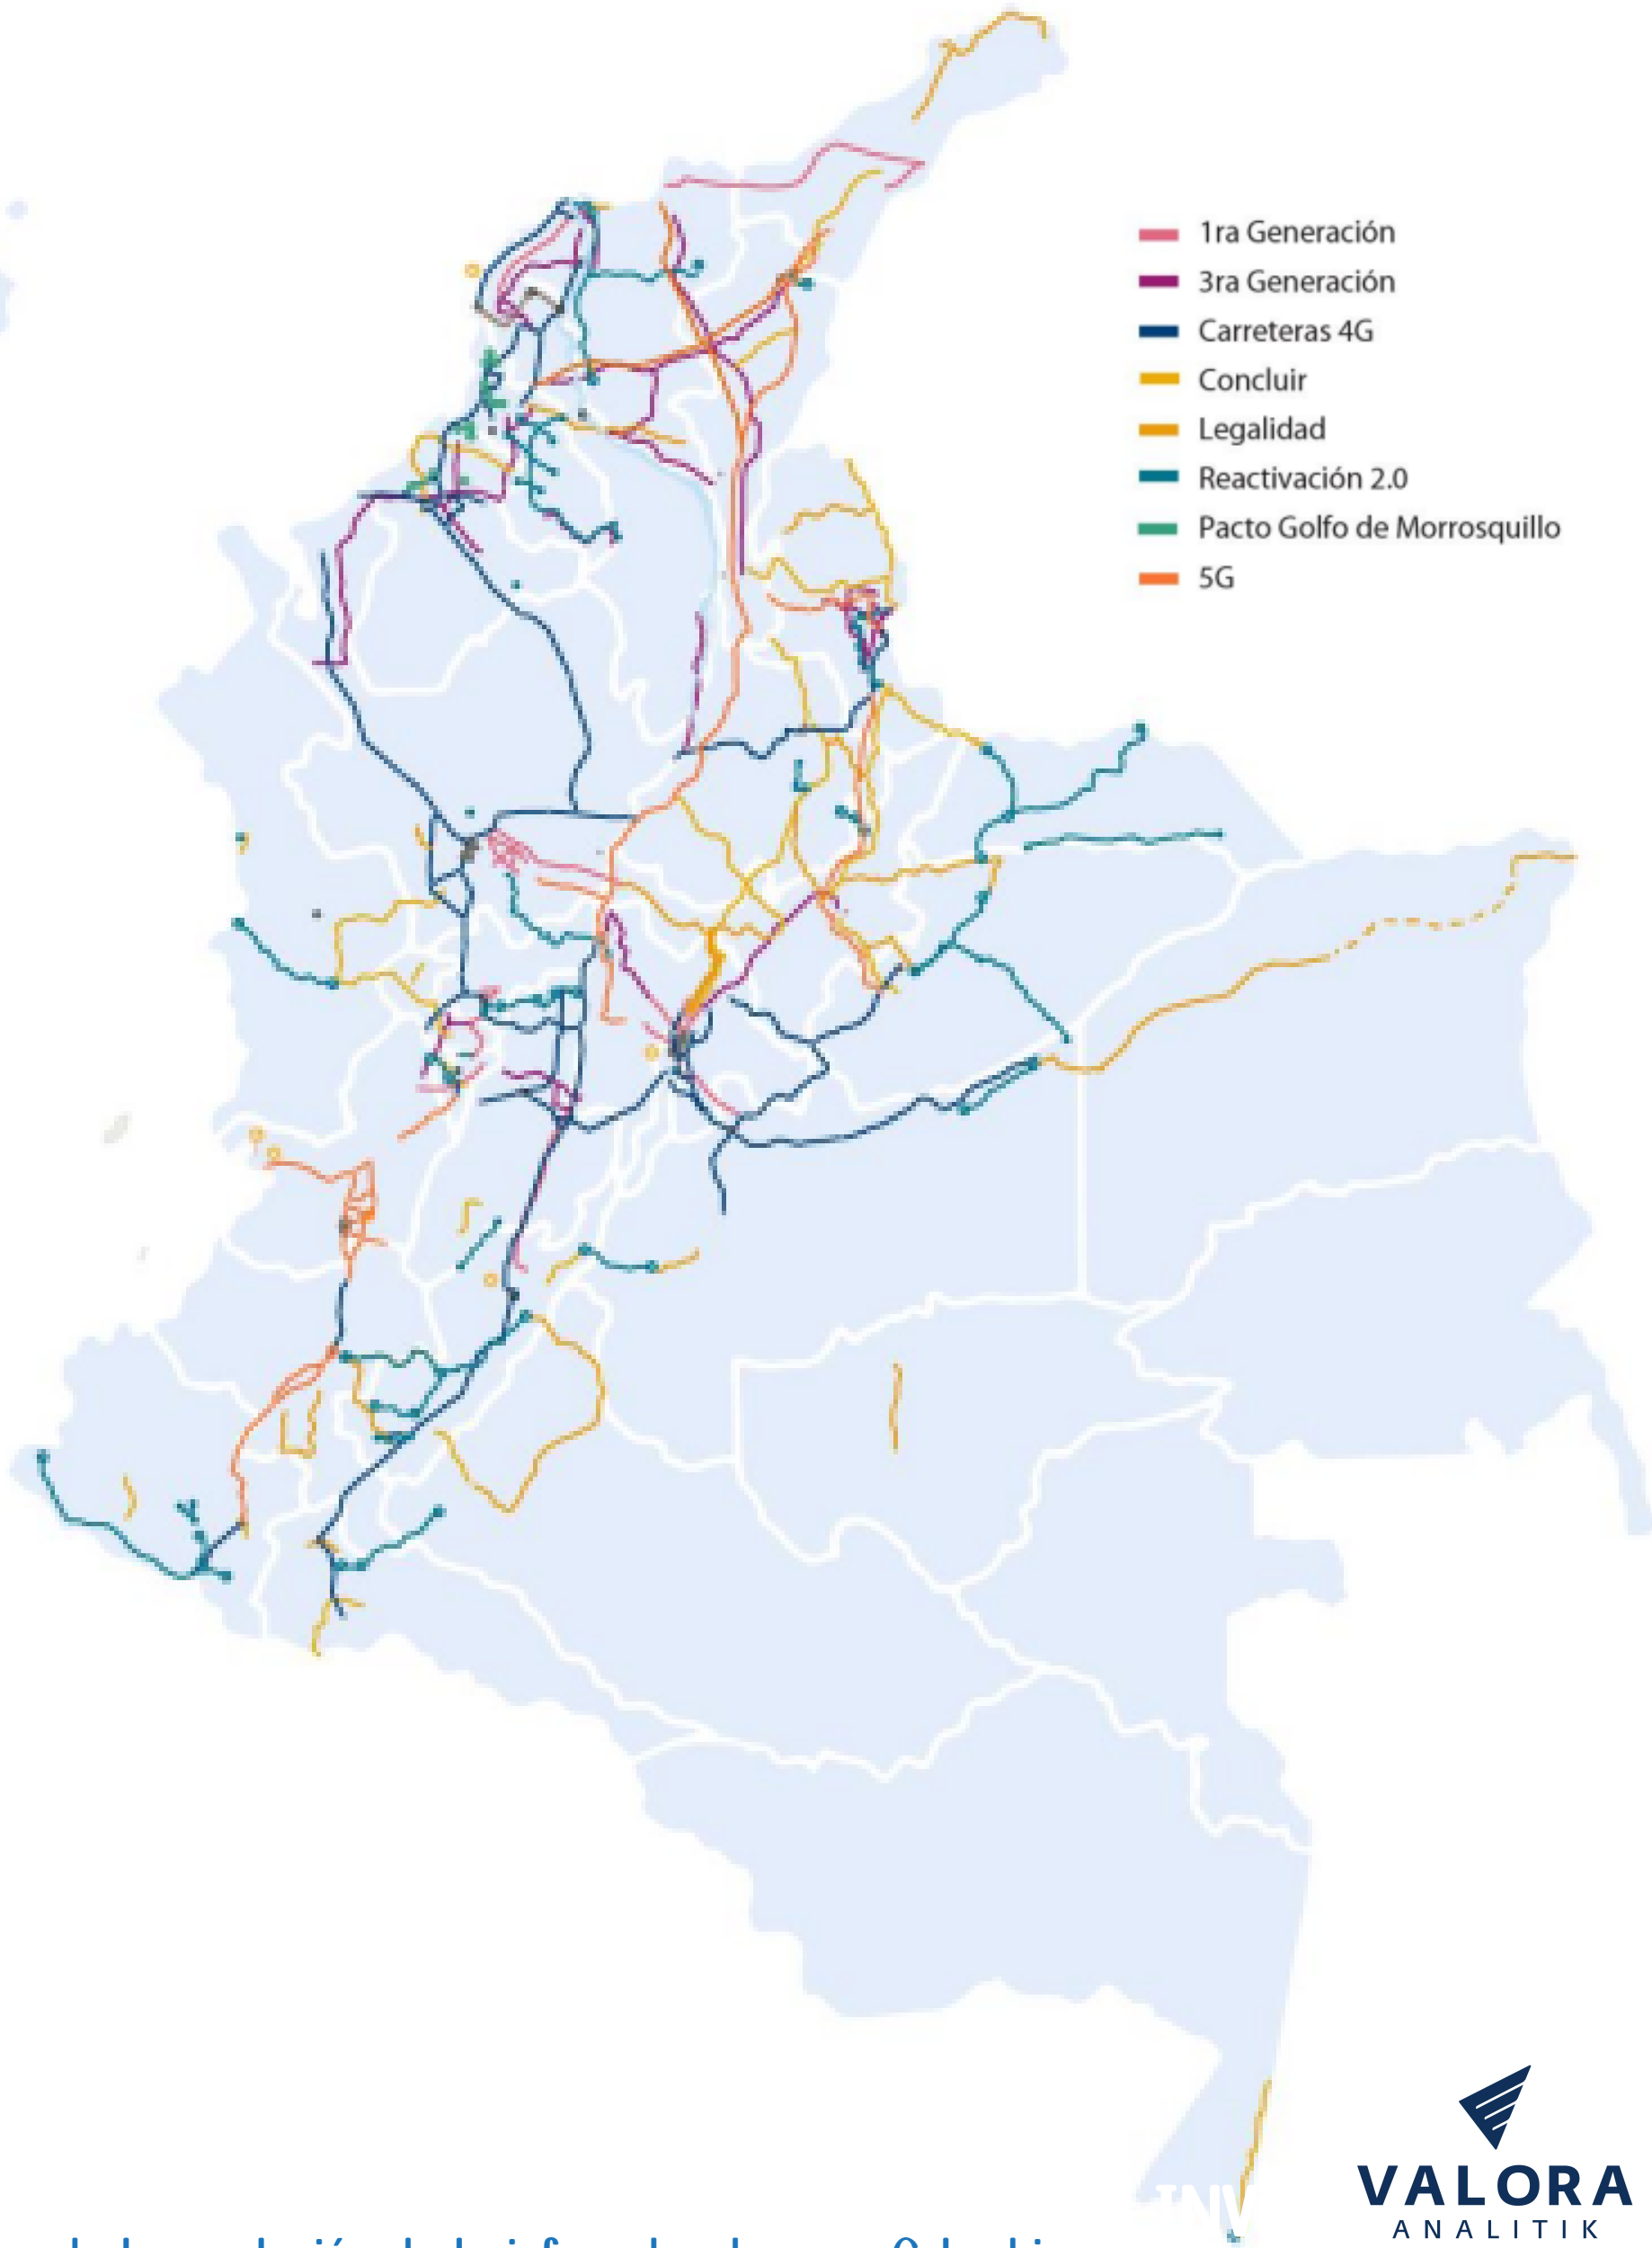 1ra Generación
3ra Generación
Carreteras 4G
Concluir
Legalidad
Reactivación 2.0
Pacto Golfo de Morrosquillo
5G
VALORA
ANALITIK